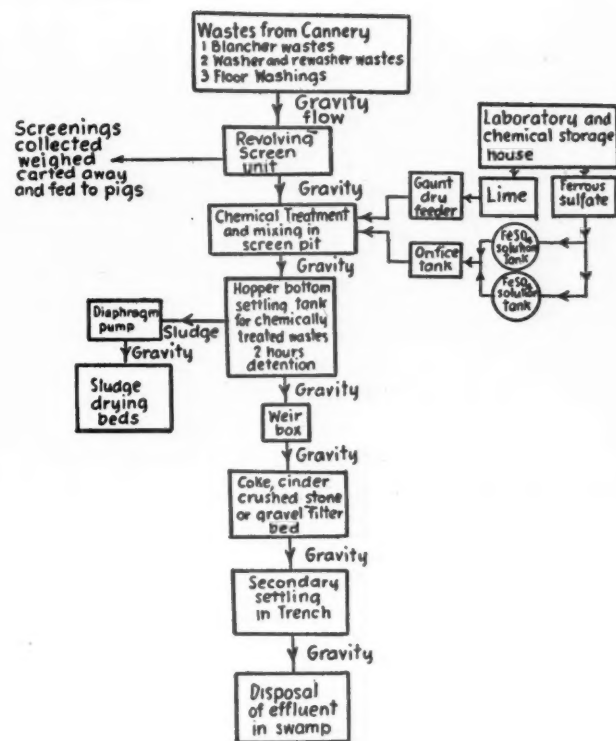 Wastes from Cannery
1 Blancher wastes
2 Washer and rewasher wastes
3 Floor Washings
Gravity
flow
Screenings
collected
weighed
carted away
and fed to pigs
Revolving
Screen
unit
Gravity
Laboratory and
chemical storage
house
Gaunt
dry
feeder
Lime
Ferrous
sulfate
Chemical Treatment
and mixing in
screen pit
Orifice
tank
FeSO4
solution
tank
FeSO4
solution
tank
Gravity
Hopper bottom
settling tank
for chemically
treated wastes
2 hours
detention
Diaphragm
pump
Sludge
Gravity
Sludge
drying
beds
Gravity
Weir
box
Gravity
Coke, cinder
crushed stone
or gravel filter
bed
Gravity
Secondary
settling
in Trench
Gravity
Disposal
of effluent
in swamp